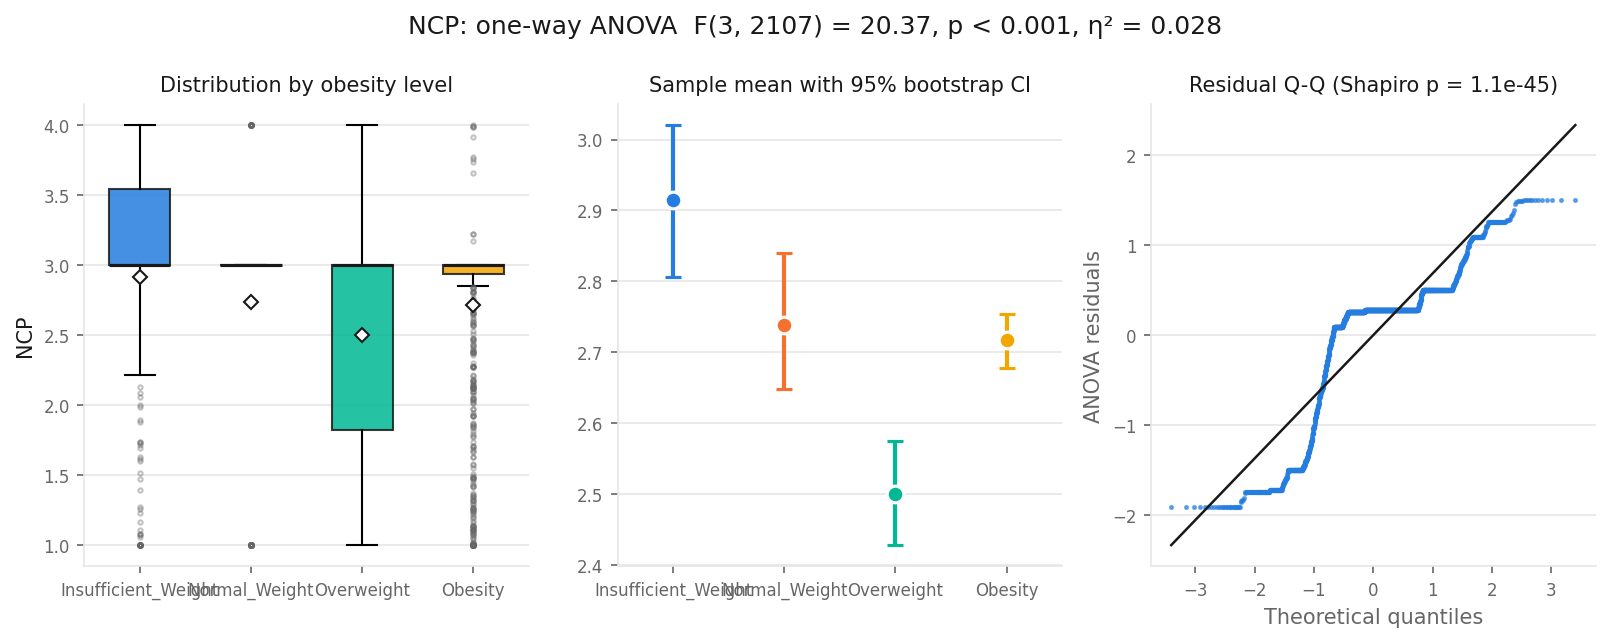 NCP: one-way ANOVA F(3, 2107) = 20.37, p < 0.001, η² = 0.028
Distribution by obesity level
NCP
4.0
3.5
3.0
2.5
2.0
1.5
1.0
Insufficient_Weight
Normal_Weight
Overweight
Obesity
Sample mean with 95% bootstrap CI
3.0
2.9
2.8
2.7
2.6
2.5
2.4
Insufficient_Weight
Normal_Weight
Overweight
Obesity
Residual Q-Q (Shapiro p = 1.1e-45)
ANOVA residuals
2
1
0
−1
−2
−3
−2
−1
0
1
2
3
Theoretical quantiles